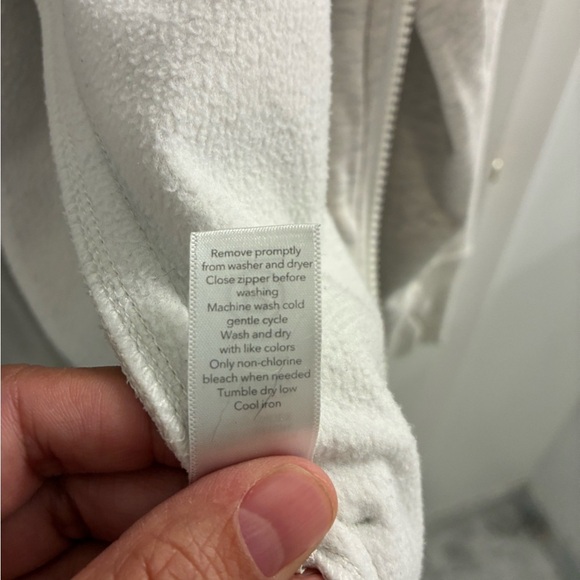 Remove promptly
from washer and dryer
Close zipper before
washing
Machine wash cold
gentle cycle
Wash and dry
with like colors
Only non-chlorine
bleach when needed
Tumble dry low
Cool iron